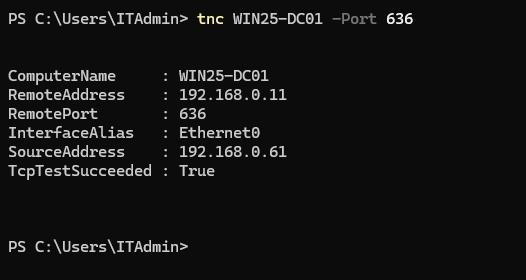 PS C:\Users\ITAdmin> tnc WIN25-DC01 -Port 636
ComputerName     : WIN25-DC01
RemoteAddress    : 192.168.0.11
RemotePort       : 636
InterfaceAlias   : Ethernet0
SourceAddress    : 192.168.0.61
TcpTestSucceeded : True
PS C:\Users\ITAdmin>